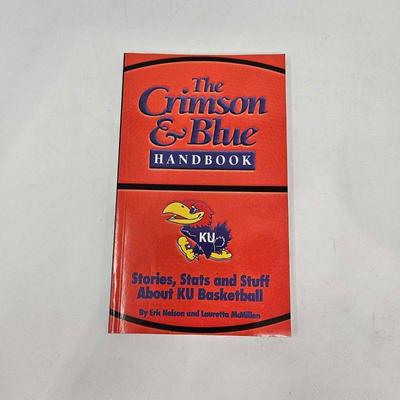 The
Crimson
& Blue
HANDBOOK
KU
Stories, Stats and Stuff
About KU Basketball
By Eric Nelson and Lauretta McMillen